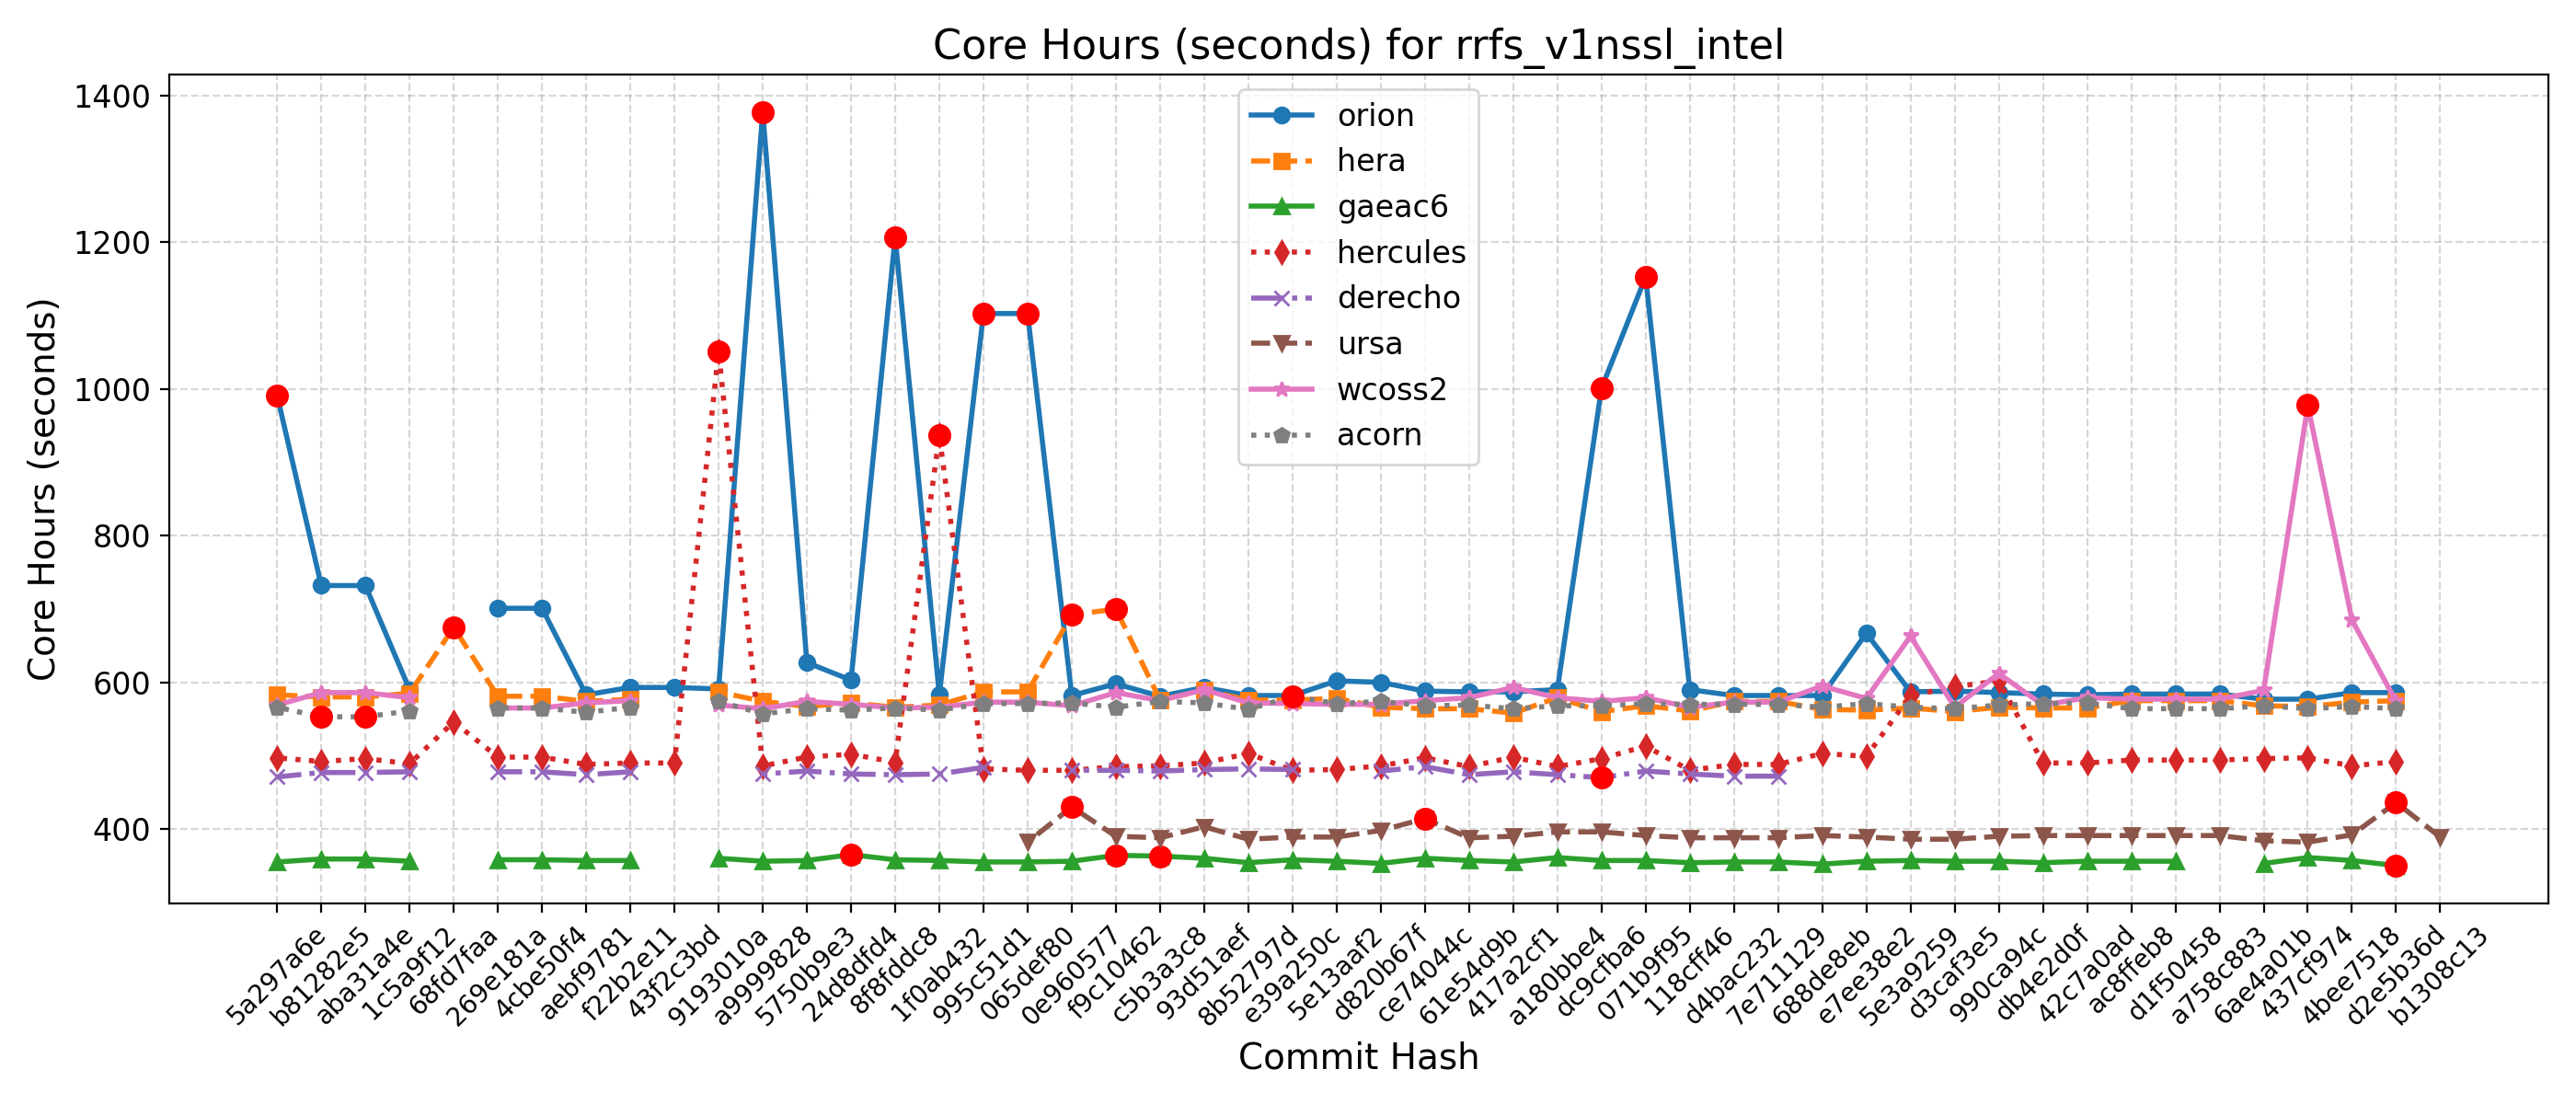 Core Hours (seconds) for rrfs_v1nssl_intel
Core Hours (seconds)
1400
1200
1000
800
600
400
orion
hera
gaeac6
hercules
derecho
ursa
wcoss2
acorn
5a297a6e
b81282e5
aba31a4e
1c5a9f12
68fd7faa
269e181a
4cbe50f4
aebf9781
f22b2e11
43f2c3bd
9193010a
a9999828
5750b9e3
24d8dfd4
8f8fddc8
1f0ab432
995c51d1
065def80
0e960577
f9c10462
c5b3a3c8
93d51aef
8b52797d
e39a250c
5e13aaf2
d820b67f
ce74044c
61e54d9b
417a2cf1
a180bbe4
dc9cfba6
071b9f95
118cff46
d4bac232
7e711129
688de8eb
e7ee38e2
5e3a9259
d3caf3e5
990ca94c
db4e2d0f
42c7a0ad
ac8ffeb8
d1f50458
a758c883
6ae4a01b
437cf974
4bee7518
d2e5b36d
b1308c13
Commit Hash